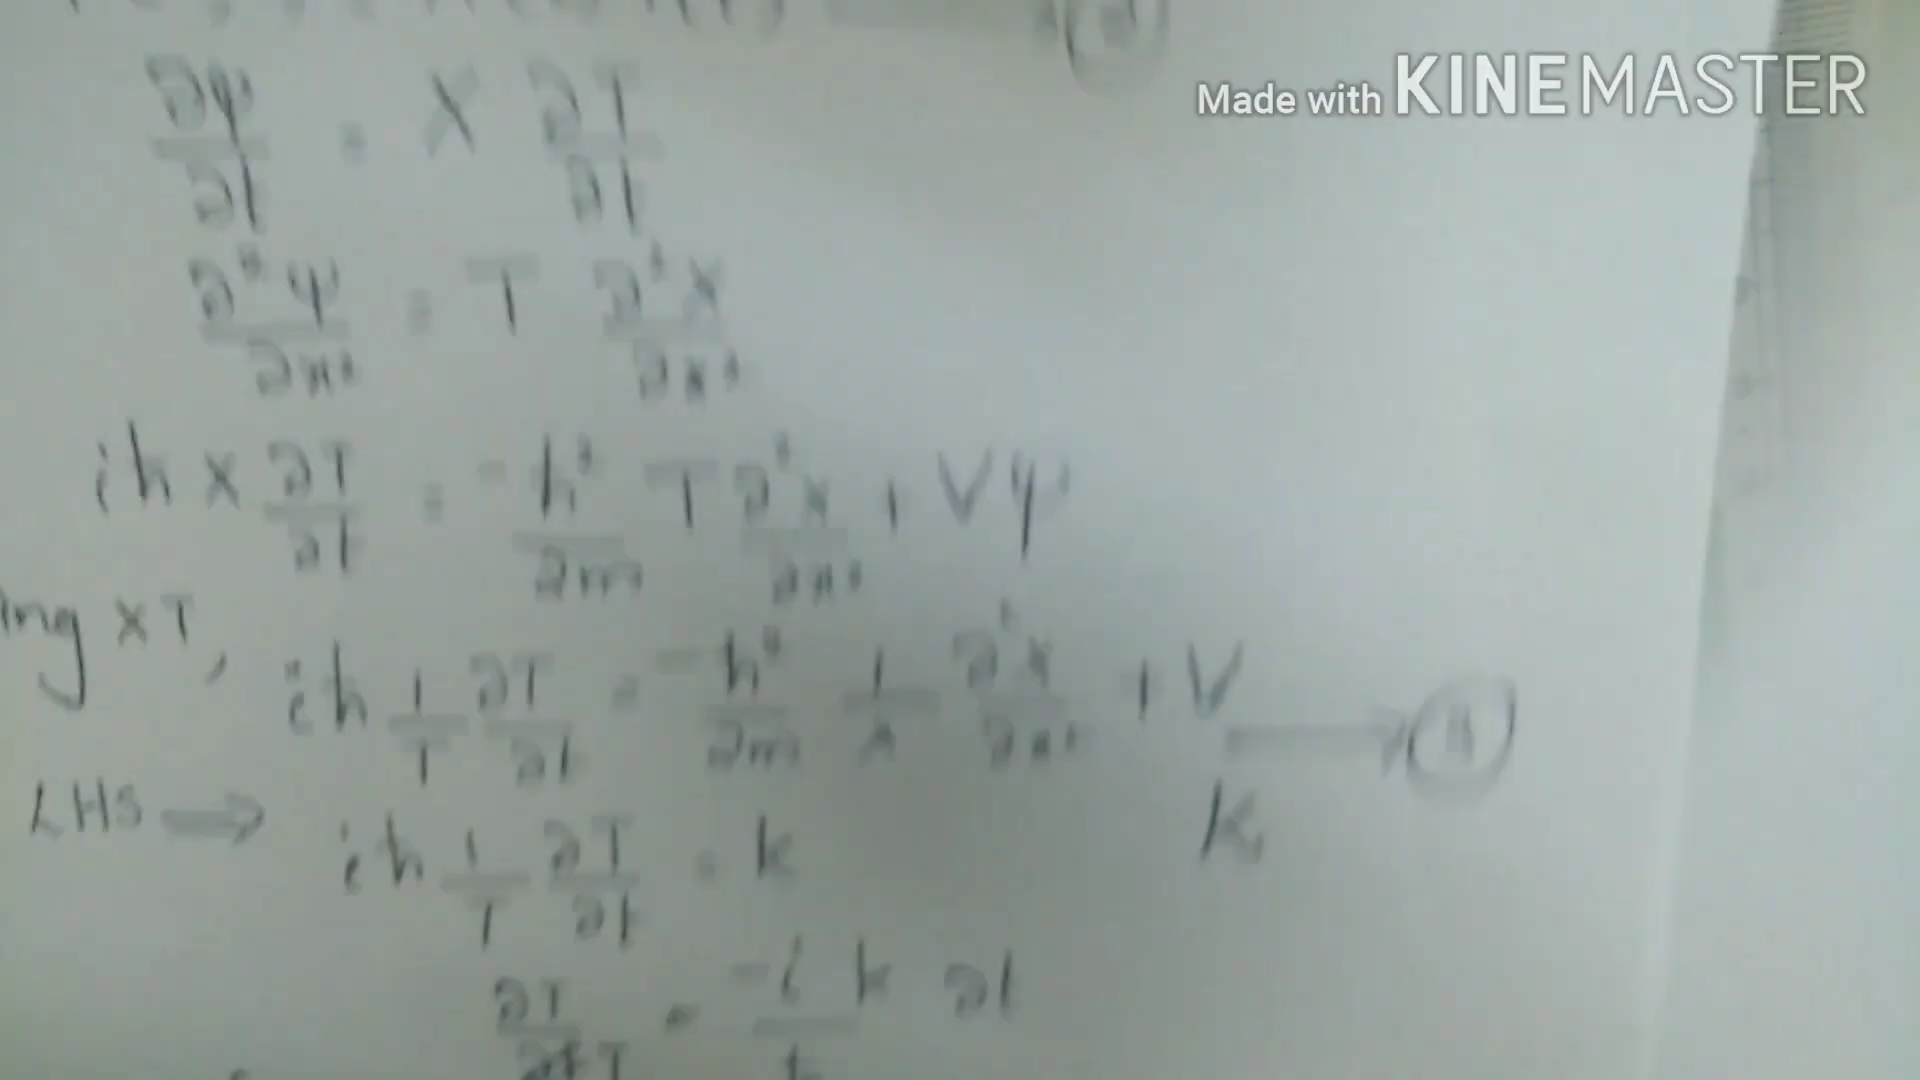 Made with KINEMASTER
∂ψ/∂t = X ∂T/∂t
∂²ψ/∂x² = T ∂²X/∂x²
iħ X ∂T/∂t = -ħ²/2m T ∂²X/∂x² + Vψ
ing XT, iħ 1/T ∂T/∂t = -ħ²/2m 1/X ∂²X/∂x² + V →
k
LHS → iħ 1/T ∂T/∂t = k
-i k ∂t